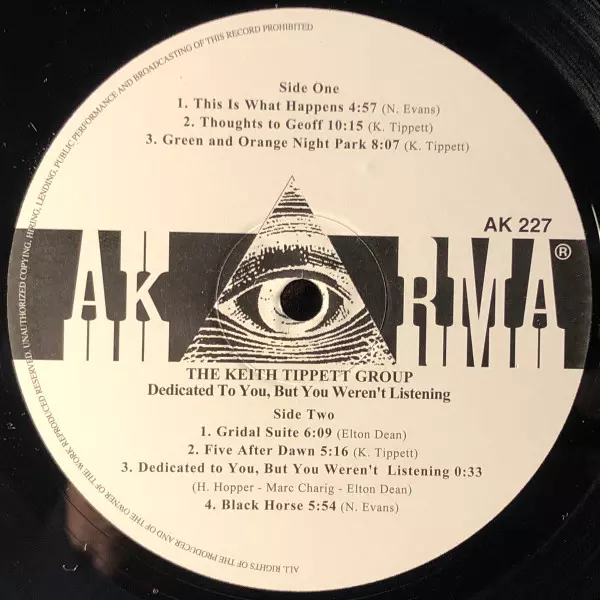 ALL RIGHTS OF THE PRODUCER AND OF THE OWNER OF THE WORK REPRODUCED RESERVED. UNAUTHORIZED COPYING, HIRING, LENDING, PUBLIC PERFORMANCE AND BROADCASTING OF THIS RECORD PROHIBITED
Side One
1. This Is What Happens 4:57 (N. Evans)
2. Thoughts to Geoff 10:15 (K. Tippett)
3. Green and Orange Night Park 8:07 (K. Tippett)
AK 227
AK RMA ®
THE KEITH TIPPETT GROUP
Dedicated To You, But You Weren't Listening
Side Two
1. Gridal Suite 6:09 (Elton Dean)
2. Five After Dawn 5:16 (K. Tippett)
3. Dedicated to You, But You Weren't Listening 0:33
(H. Hopper - Marc Charig - Elton Dean)
4. Black Horse 5:54 (N. Evans)